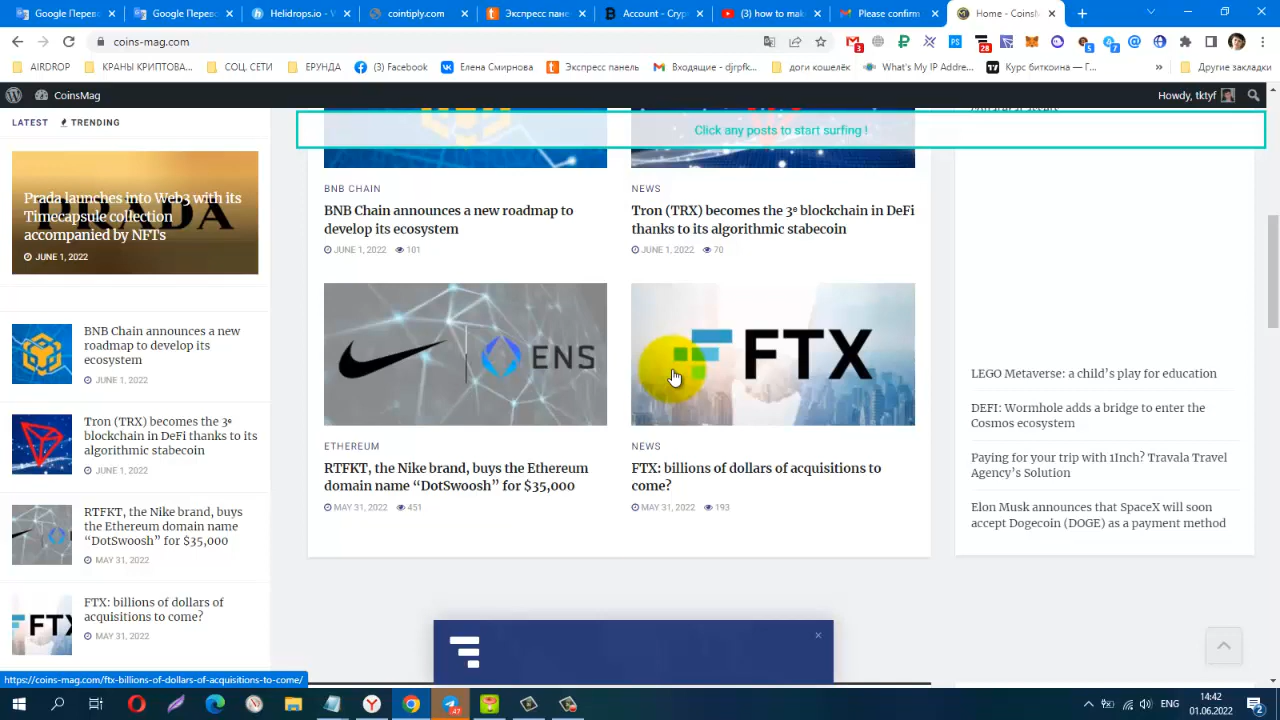 Google Перево
Google Перево
Helidrops.io - W
cointiply.com
Экспресс пане
Account - Crypt
(3) how to mak
Please confirm
Home - CoinsM
coins-mag.com
3
28
5
7
AIRDROP
КРАНЫ КРИПТОВА...
СОЦ. СЕТИ
ЕРУНДА
(3) Facebook
Елена Смирнова
Экспресс панель
Входящие - djrpfk...
доги кошелёк
What's My IP Addre...
Курс биткоина — Г...
»
Другие закладки
CoinsMag
Howdy, tktyf
LATEST
TRENDING
Click any posts to start surfing !
Prada launches into Web3 with its
Timecapsule collection
accompanied by NFTs
JUNE 1, 2022
BNB Chain announces a new
roadmap to develop its
ecosystem
JUNE 1, 2022
Tron (TRX) becomes the 3ᵉ
blockchain in DeFi thanks to its
algorithmic stabecoin
JUNE 1, 2022
RTFKT, the Nike brand, buys
the Ethereum domain name
“DotSwoosh” for $35,000
MAY 31, 2022
FTX: billions of dollars of
acquisitions to come?
MAY 31, 2022
BNB CHAIN
BNB Chain announces a new roadmap to
develop its ecosystem
JUNE 1, 2022 101
NEWS
Tron (TRX) becomes the 3ᵉ blockchain in DeFi
thanks to its algorithmic stabecoin
JUNE 1, 2022 70
ENS
ETHEREUM
RTFKT, the Nike brand, buys the Ethereum
domain name “DotSwoosh” for $35,000
MAY 31, 2022 451
FTX
NEWS
FTX: billions of dollars of acquisitions to
come?
MAY 31, 2022 193
LEGO Metaverse: a child’s play for education
DEFI: Wormhole adds a bridge to enter the
Cosmos ecosystem
Paying for your trip with 1Inch? Travala Travel
Agency’s Solution
Elon Musk announces that SpaceX will soon
accept Dogecoin (DOGE) as a payment method
https://coins-mag.com/ftx-billions-of-dollars-of-acquisitions-to-come/
47
ENG
14:42
01.06.2022
2